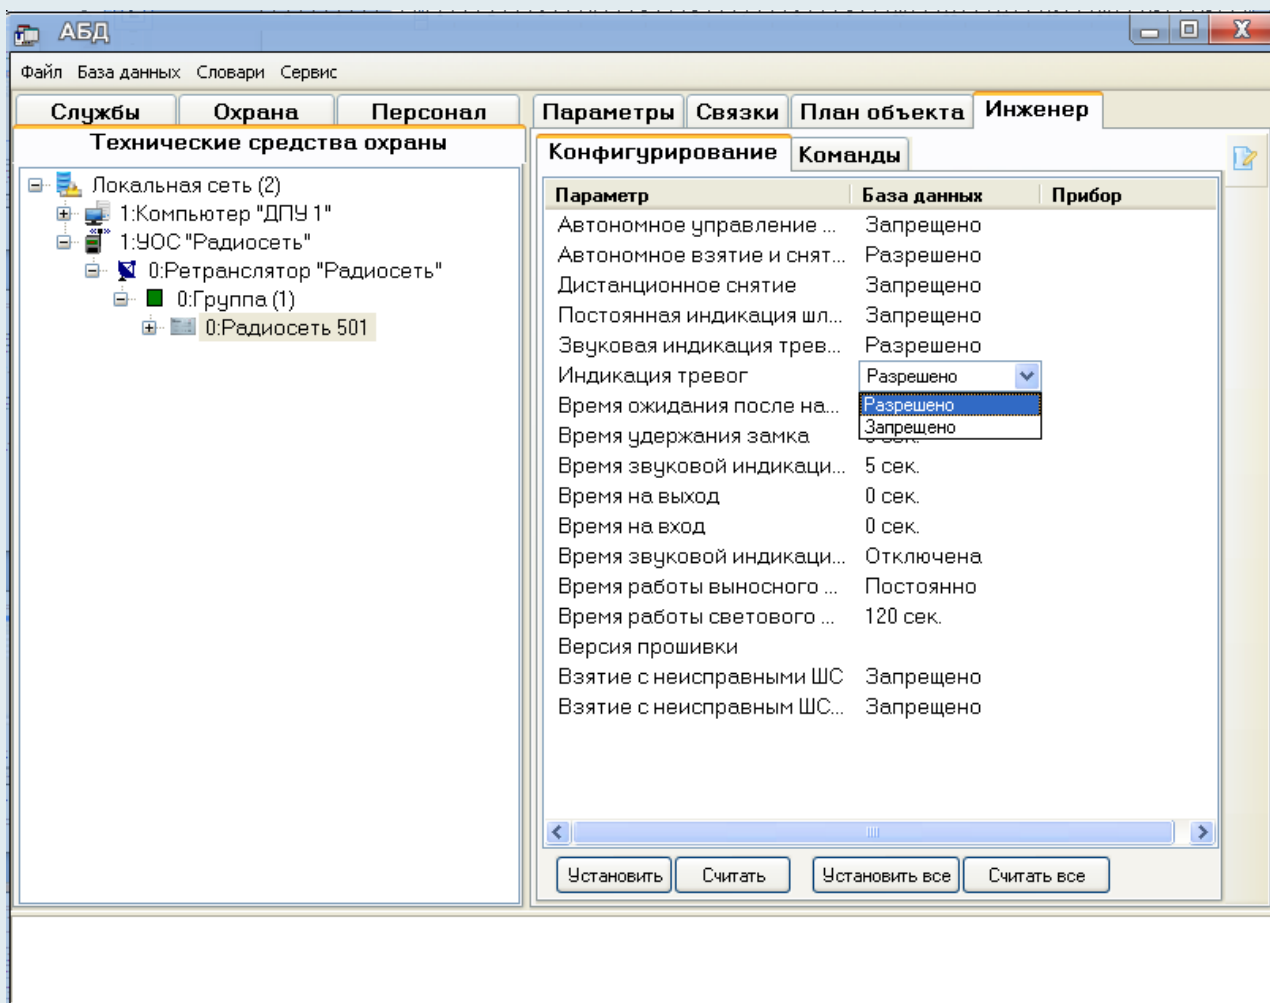 АБД
Файл База данных Словари Сервис
Службы Охрана Персонал
Технические средства охраны
Локальная сеть (2)
1:Компьютер "ДПУ 1"
1:УОС "Радиосеть"
0:Ретранслятор "Радиосеть"
0:Группа (1)
0:Радиосеть 501
Параметры Связки План объекта Инженер
Конфигурирование Команды
Параметр База данных Прибор
Автономное управление ... Запрещено
Автономное взятие и снят... Разрешено
Дистанционное снятие Запрещено
Постоянная индикация шл... Запрещено
Звуковая индикация трев... Разрешено
Индикация тревог Разрешено
Разрешено
Запрещено
Время ожидания после на...
Время удержания замка сек.
Время звуковой индикаци... 5 сек.
Время на выход 0 сек.
Время на вход 0 сек.
Время звуковой индикаци... Отключена
Время работы выносного ... Постоянно
Время работы светового ... 120 сек.
Версия прошивки
Взятие с неисправными ШС Запрещено
Взятие с неисправным ШС... Запрещено
Установить Считать Установить все Считать все